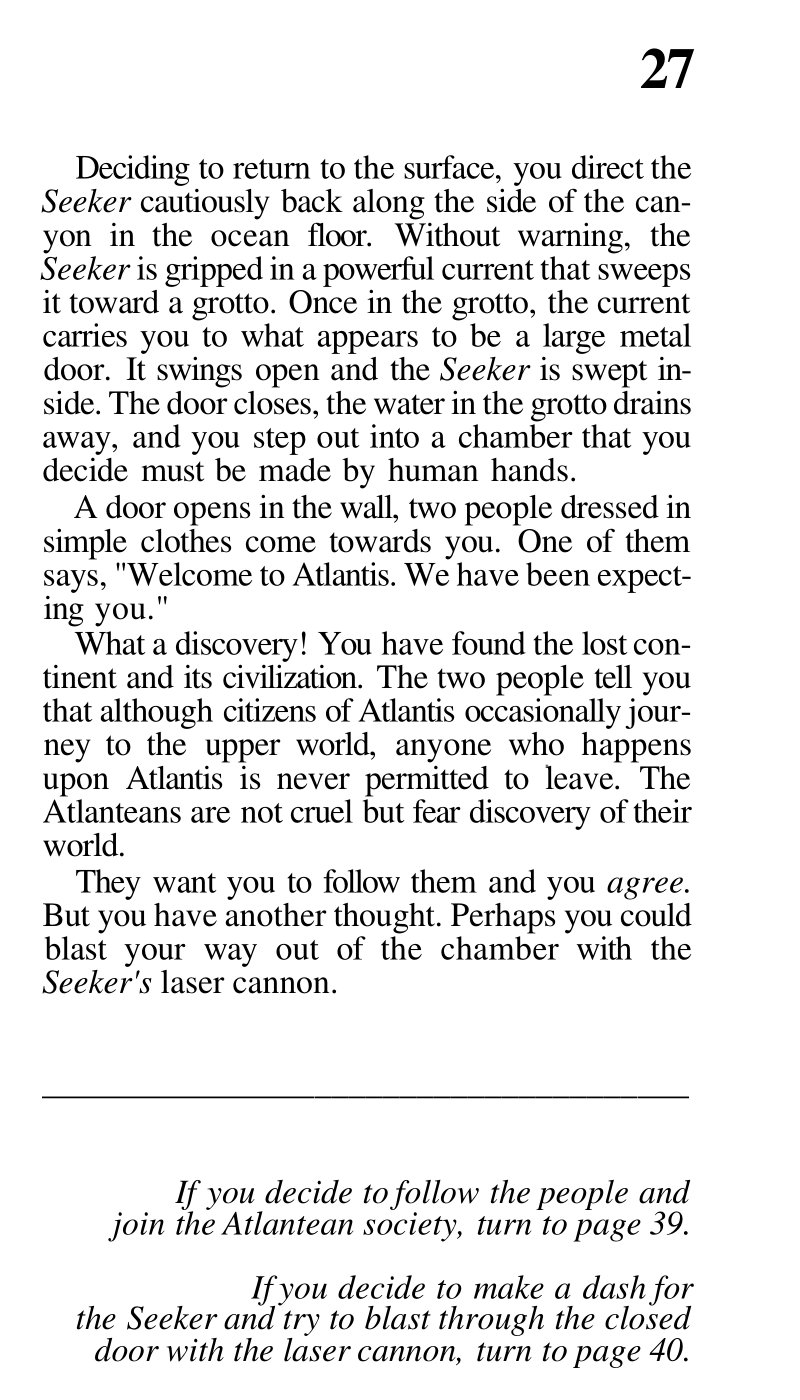 27
Deciding to return to the surface, you direct the
Seeker cautiously back along the side of the can-
yon in the ocean floor. Without warning, the
Seeker is gripped in a powerful current that sweeps
it toward a grotto. Once in the grotto, the current
carries you to what appears to be a large metal
door. It swings open and the Seeker is swept in-
side. The door closes, the water in the grotto drains
away, and you step out into a chamber that you
decide must be made by human hands.
A door opens in the wall, two people dressed in
simple clothes come towards you. One of them
says, "Welcome to Atlantis. We have been expect-
ing you."
What a discovery! You have found the lost con-
tinent and its civilization. The two people tell you
that although citizens of Atlantis occasionally jour-
ney to the upper world, anyone who happens
upon Atlantis is never permitted to leave. The
Atlanteans are not cruel but fear discovery of their
world.
They want you to follow them and you agree.
But you have another thought. Perhaps you could
blast your way out of the chamber with the
Seeker's laser cannon.
If you decide to follow the people and
join the Atlantean society, turn to page 39.
If you decide to make a dash for
the Seeker and try to blast through the closed
door with the laser cannon, turn to page 40.